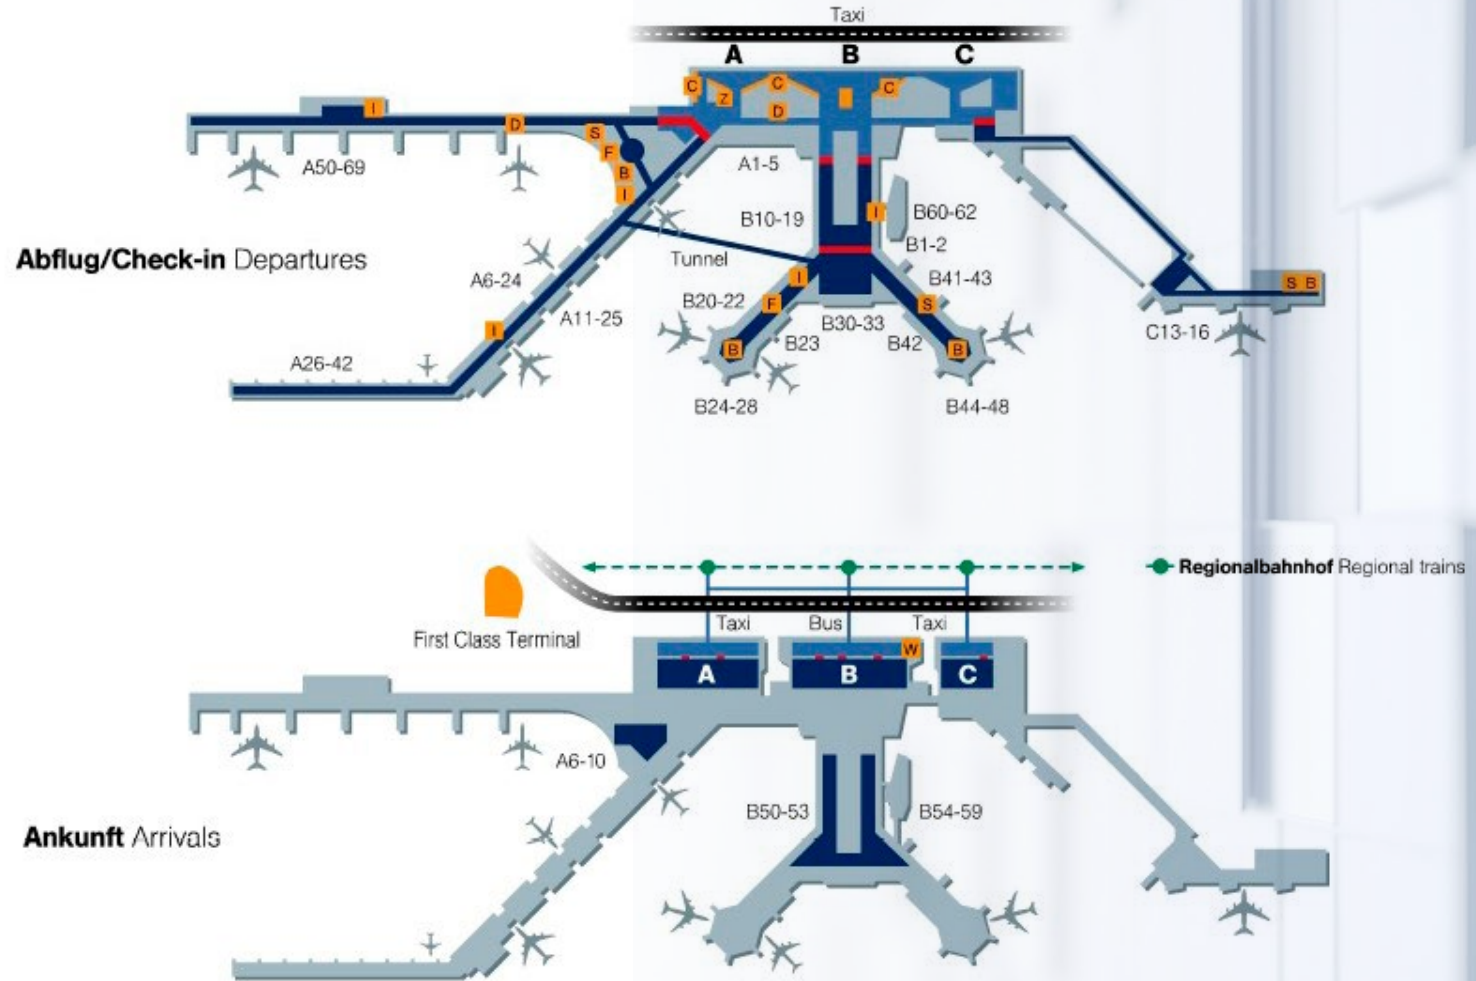 Taxi
A B C
C Z C D C
I
D
S
F
B
I
A50-69
A1-5
B10-19
I
B60-62
B1-2
Abflug/Check-in Departures
Tunnel
A6-24
I
B41-43
S B
B20-22
F
S
A11-25
B30-33
C13-16
I
B23
B42
B
B
A26-42
B24-28
B44-48
Regionalbahnhof Regional trains
First Class Terminal
Taxi Bus Taxi
W
A B C
A6-10
B50-53
B54-59
Ankunft Arrivals